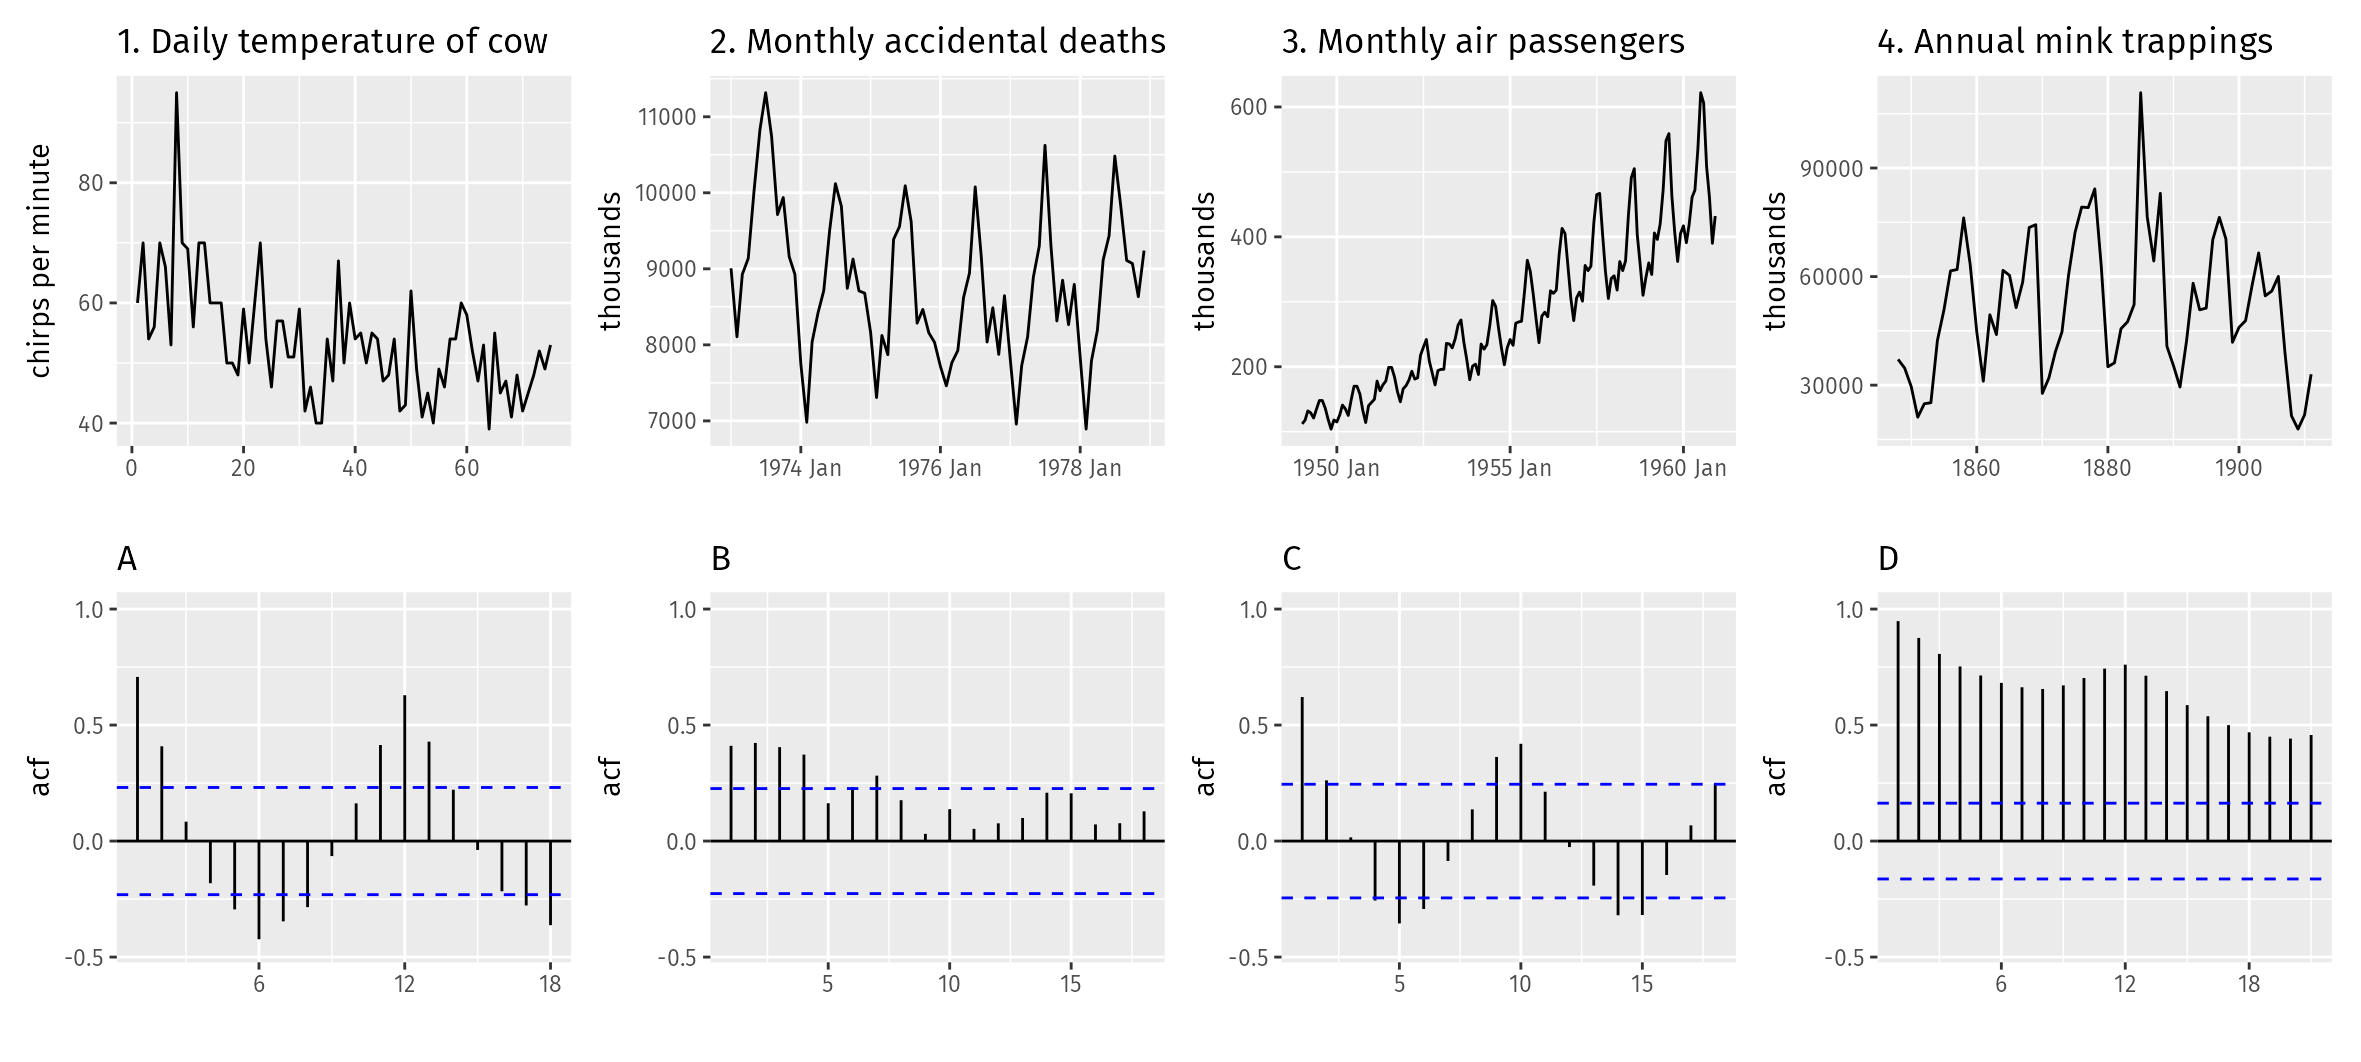 1. Daily temperature of cow
chirps per minute
80
60
40
0 20 40 60
2. Monthly accidental deaths
thousands
11000
10000
9000
8000
7000
1974 Jan 1976 Jan 1978 Jan
3. Monthly air passengers
thousands
600
400
200
1950 Jan 1955 Jan 1960 Jan
4. Annual mink trappings
thousands
90000
60000
30000
1860 1880 1900
A
acf
1.0
0.5
0.0
-0.5
6 12 18
B
acf
1.0
0.5
0.0
-0.5
5 10 15
C
acf
1.0
0.5
0.0
-0.5
5 10 15
D
acf
1.0
0.5
0.0
-0.5
6 12 18